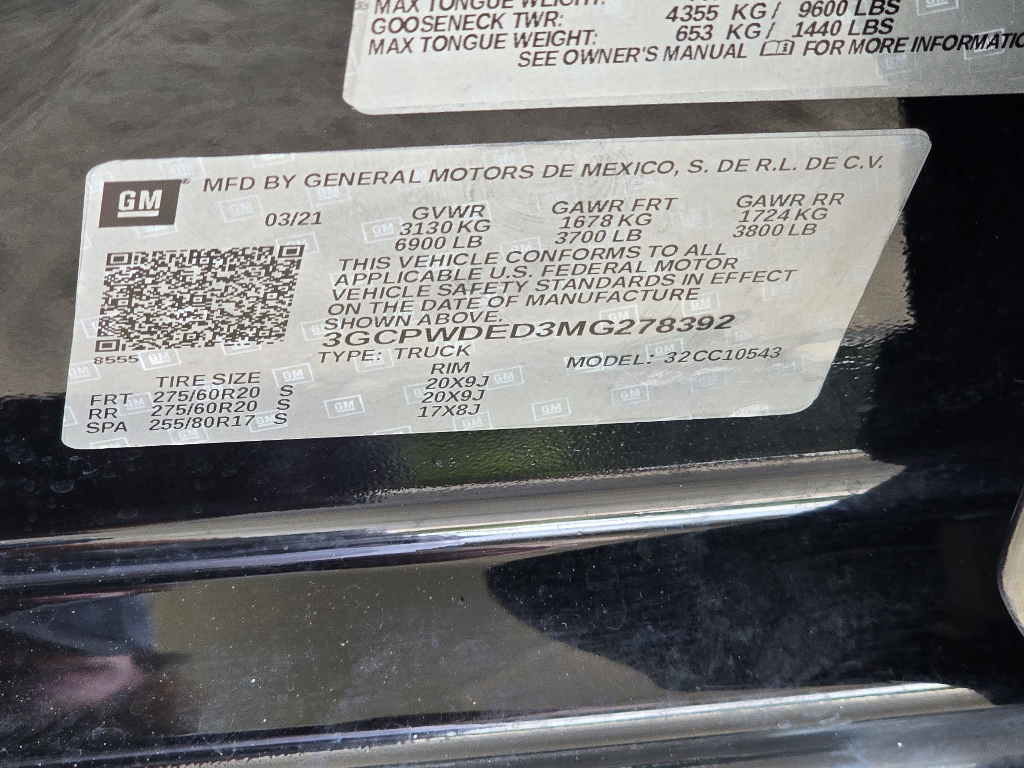 MAX TONGUE WEIGHT:
GOOSENECK TWR: 4355 KG / 9600 LBS
MAX TONGUE WEIGHT: 653 KG / 1440 LBS
SEE OWNER'S MANUAL FOR MORE INFORMATIO
GM MFD BY GENERAL MOTORS DE MEXICO, S. DE R.L. DE C.V.
03/21 GVWR GAWR FRT GAWR RR
3130 KG 1678 KG 1724 KG
6900 LB 3700 LB 3800 LB
THIS VEHICLE CONFORMS TO ALL
APPLICABLE U.S. FEDERAL MOTOR
VEHICLE SAFETY STANDARDS IN EFFECT
ON THE DATE OF MANUFACTURE
SHOWN ABOVE.
3GCPWDED3MG278392
8555 TYPE: TRUCK MODEL: 32CC10543
TIRE SIZE RIM
FRT 275/60R20 S 20X9J
RR 275/60R20 S 20X9J
SPA 255/80R17 S 17X8J